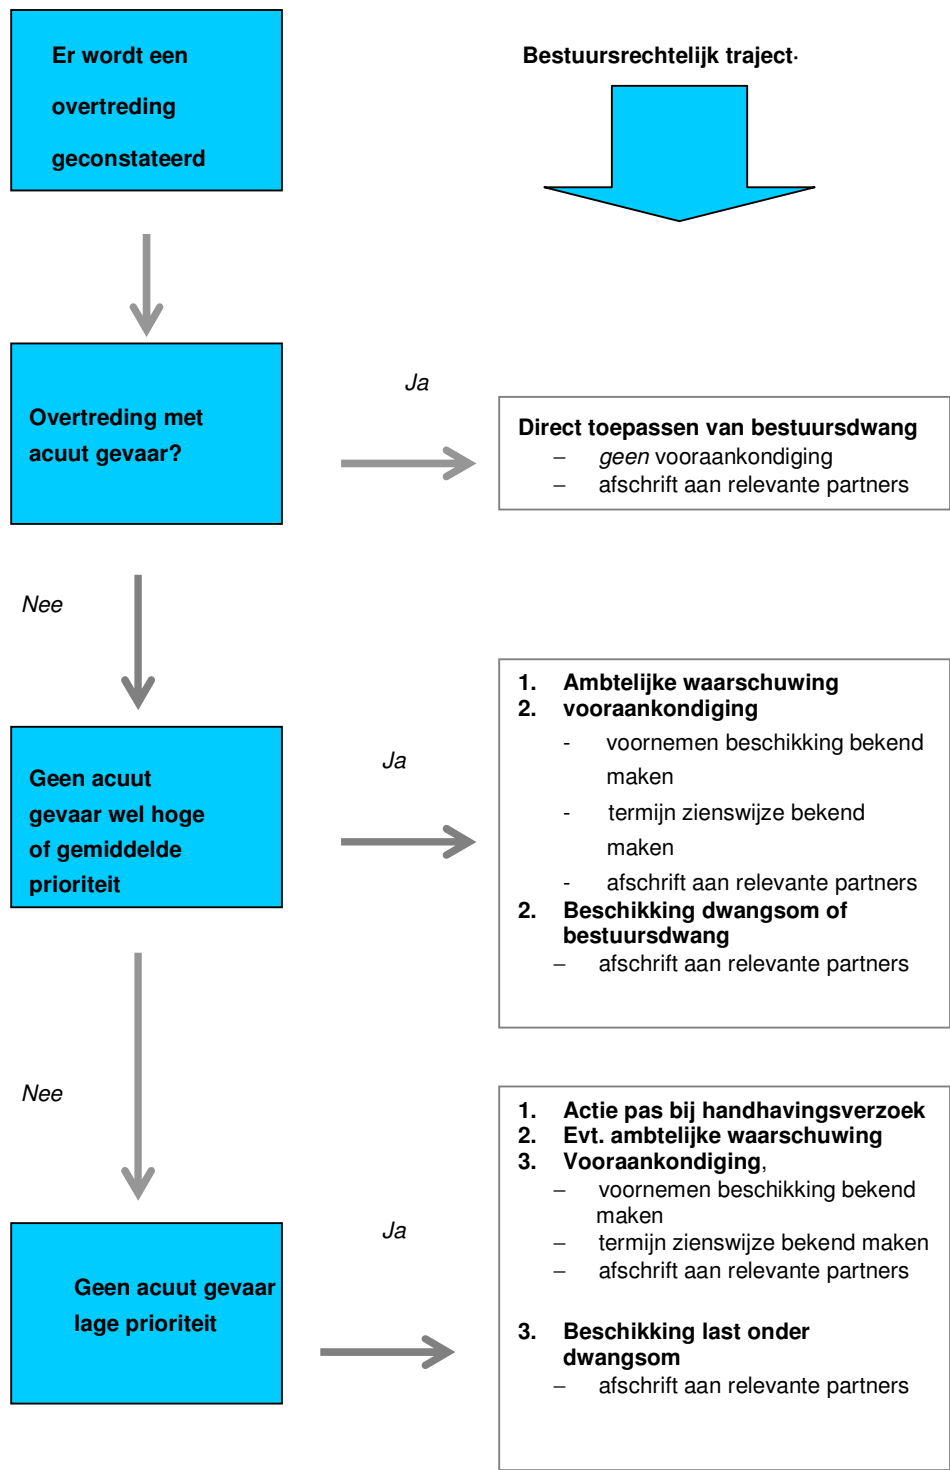 Er wordt een
overtreding
geconstateerd
Bestuursrechtelijk traject.
Overtreding met
acuut gevaar?
Ja
Direct toepassen van bestuursdwang
– geen vooraankondiging
– afschrift aan relevante partners
Nee
Geen acuut
gevaar wel hoge
of gemiddelde
prioriteit
Ja
1. Ambtelijke waarschuwing
2. vooraankondiging
- voornemen beschikking bekend
maken
- termijn zienswijze bekend
maken
- afschrift aan relevante partners
2. Beschikking dwangsom of
bestuursdwang
– afschrift aan relevante partners
Nee
Geen acuut gevaar
lage prioriteit
Ja
1. Actie pas bij handhavingsverzoek
2. Evt. ambtelijke waarschuwing
3. Vooraankondiging,
– voornemen beschikking bekend
maken
– termijn zienswijze bekend maken
– afschrift aan relevante partners
3. Beschikking last onder
dwangsom
– afschrift aan relevante partners